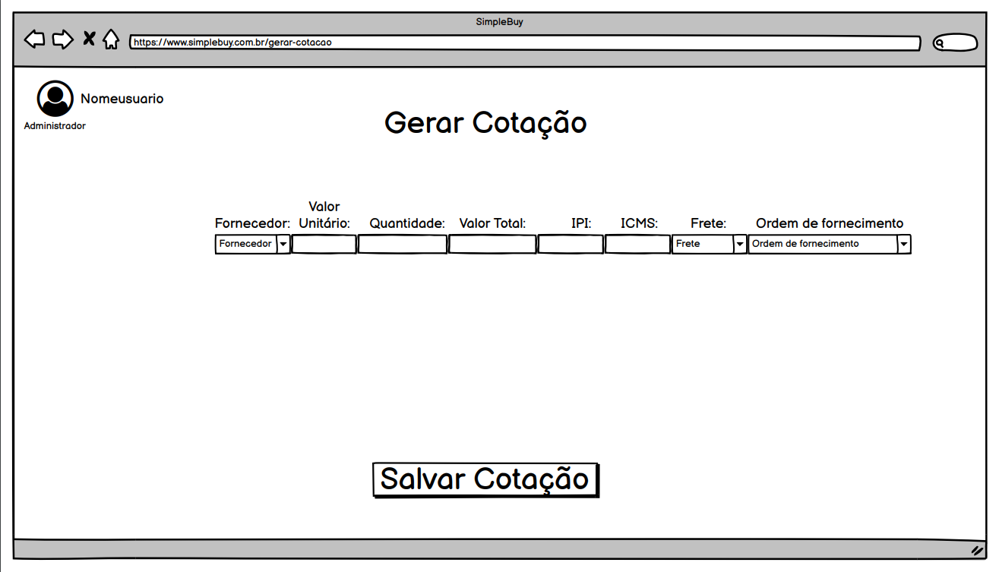 SimpleBuy
https://www.simplebuy.com.br/gerar-cotacao
Nomeusuario
Administrador
Gerar Cotação
Fornecedor: Valor Unitário: Quantidade: Valor Total: IPI: ICMS: Frete: Ordem de fornecimento
Fornecedor Frete Ordem de fornecimento
Salvar Cotação